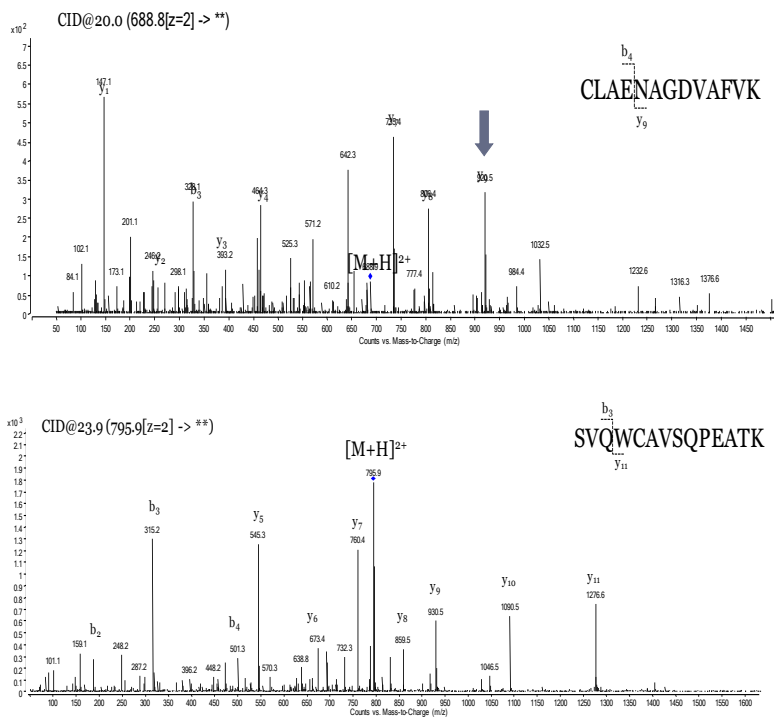 CID@20.0 (688.8[z=2] -> **)
x10²
7
6.5
6
5.5
5
4.5
4
3.5
3
2.5
2
1.5
1
0.5
0
b₄
CLAENAGDVAFVK
y₉
147.1
y₁
642.3
b₃
464.3
y₄
y₈
y₉
201.1
571.2
102.1
525.3
1032.5
y₃
y₂
393.2
[M+H]²⁺
84.1
173.1
298.1
610.2
777.4
984.4
1232.6
1316.3
1376.6
50 100 150 200 250 300 350 400 450 500 550 600 650 700 750 800 850 900 950 1000 1050 1100 1150 1200 1250 1300 1350 1400 1450
Counts vs. Mass-to-Charge (m/z)
x10³
CID@23.9 (795.9[z=2] -> **)
2.2
2.1
2
1.9
1.8
1.7
1.6
1.5
1.4
1.3
1.2
1.1
1
0.9
0.8
0.7
0.6
0.5
0.4
0.3
0.2
0.1
0
b₃
SVQWCAVSQPEATK
y₁₁
[M+H]²⁺
795.9
b₃
315.2
y₅
545.3
y₇
760.4
y₁₁
1276.6
y₁₀
1090.5
y₉
930.5
y₈
859.5
y₆
673.4
b₄
501.3
b₂
159.1
248.2
101.1
287.2
396.2
448.2
570.3
638.8
732.3
1046.5
100 150 200 250 300 350 400 450 500 550 600 650 700 750 800 850 900 950 1000 1050 1100 1150 1200 1250 1300 1350 1400 1450 1500 1550 1600
Counts vs. Mass-to-Charge (m/z)